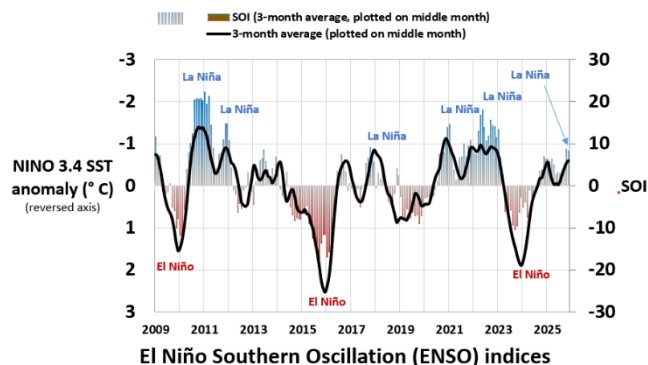 SOI (3-month average, plotted on middle month)
3-month average (plotted on middle month)
-3
-2
-1
0
1
2
3
30
20
10
0
-10
-20
-30
NINO 3.4 SST
anomaly (° C)
(reversed axis)
.SOI
La Niña
La Niña
La Niña
La Niña
La Niña
La Niña
El Niño
El Niño
El Niño
2009
2011
2013
2015
2017
2019
2021
2023
2025
El Niño Southern Oscillation (ENSO) indices